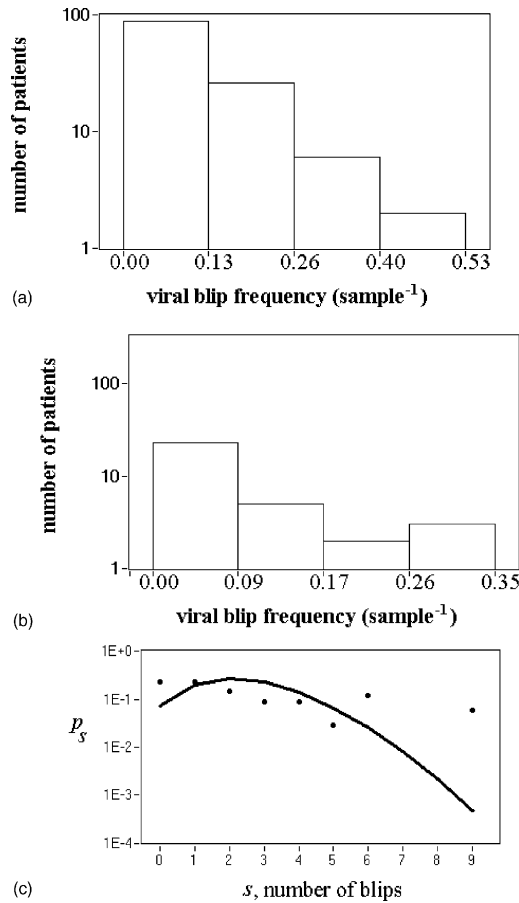 100
10
1
number of patients
0.00 0.13 0.26 0.40 0.53
viral blip frequency (sample⁻¹)
(a)
100
10
1
number of patients
0.00 0.09 0.17 0.26 0.35
viral blip frequency (sample⁻¹)
(b)
1E+0
1E-1
1E-2
1E-3
1E-4
pₛ
0 1 2 3 4 5 6 7 8 9
s, number of blips
(c)